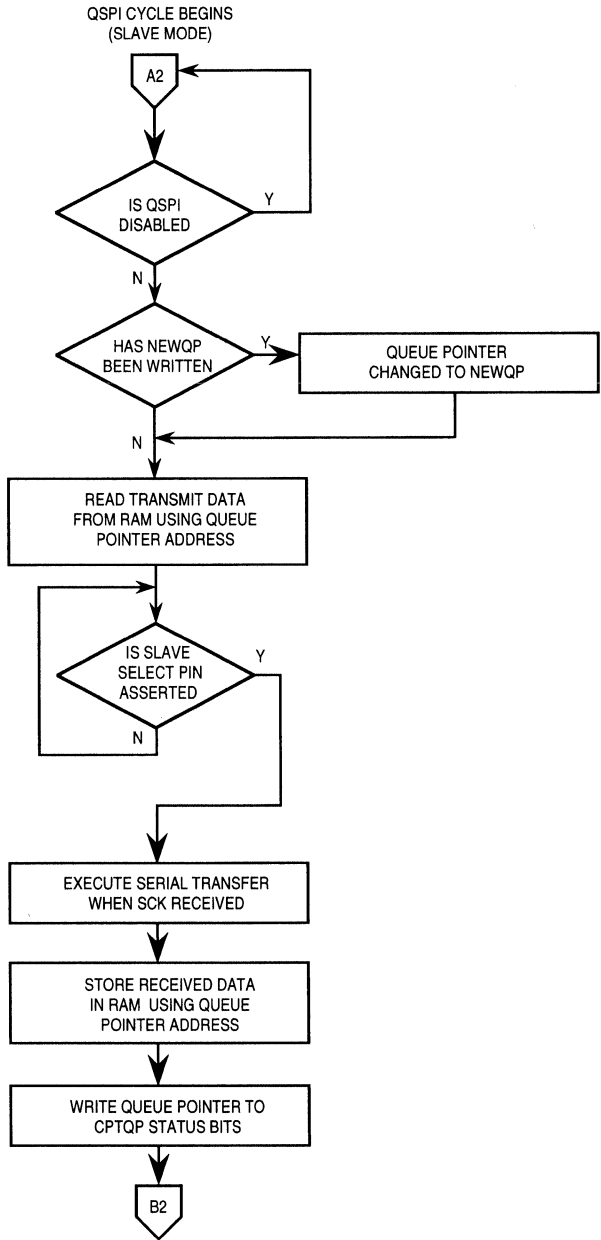 QSPI CYCLE BEGINS
(SLAVE MODE)
A2
IS QSPI
DISABLED
Y
N
HAS NEWQP
BEEN WRITTEN
Y
QUEUE POINTER
CHANGED TO NEWQP
N
READ TRANSMIT DATA
FROM RAM USING QUEUE
POINTER ADDRESS
IS SLAVE
SELECT PIN
ASSERTED
Y
N
EXECUTE SERIAL TRANSFER
WHEN SCK RECEIVED
STORE RECEIVED DATA
IN RAM USING QUEUE
POINTER ADDRESS
WRITE QUEUE POINTER TO
CPTQP STATUS BITS
B2